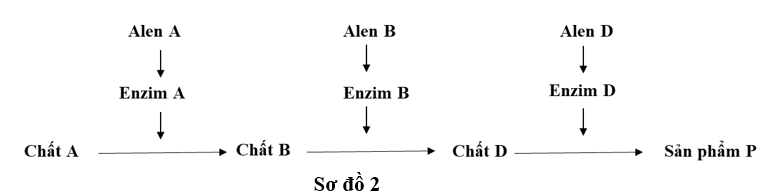 Alen A Alen B Alen D
Enzim A Enzim B Enzim D
Chất A Chất B Chất D Sản phẩm P
Sơ đồ 2